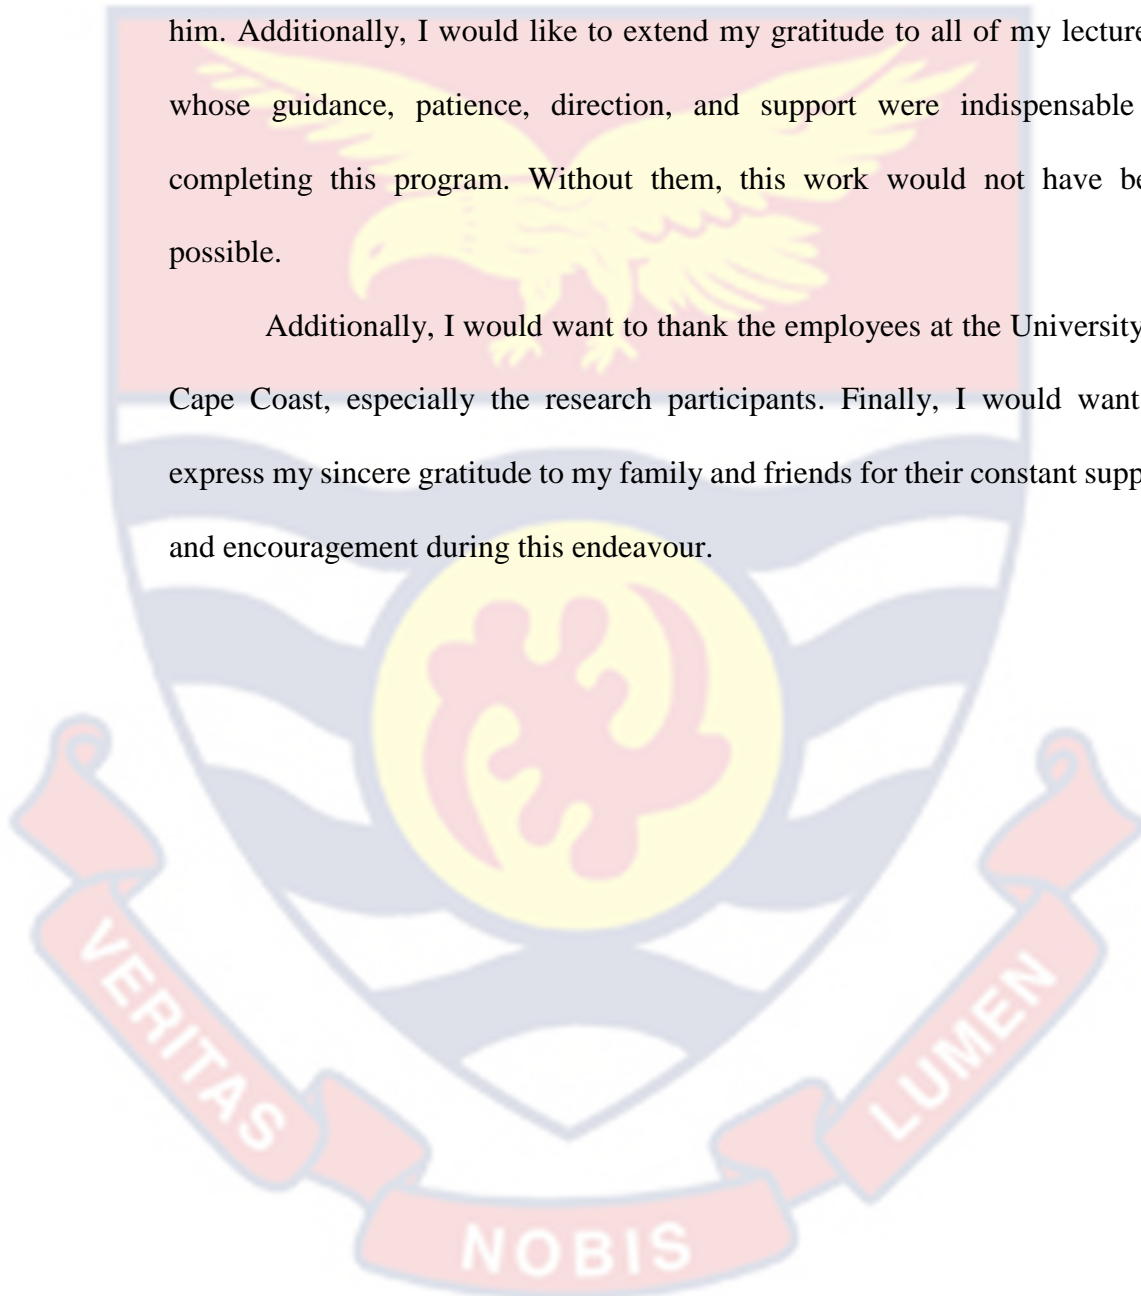 him. Additionally, I would like to extend my gratitude to all of my lecture
whose guidance, patience, direction, and support were indispensable
completing this program. Without them, this work would not have be
possible.
Additionally, I would want to thank the employees at the University
Cape Coast, especially the research participants. Finally, I would want
express my sincere gratitude to my family and friends for their constant supp
and encouragement during this endeavour.
VERITAS
NOBIS
LUMEN